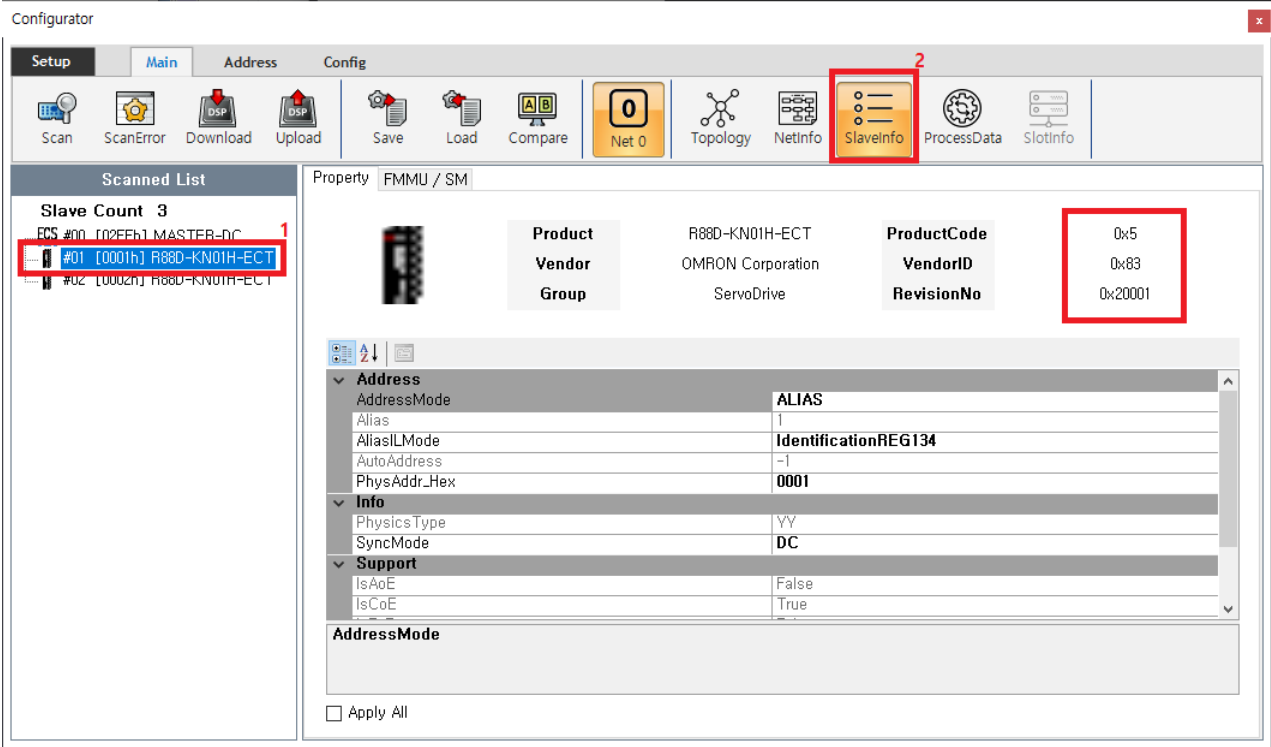 Configurator
x
Setup Main Address Config
2
DSP DSP A B 0
Scan ScanError Download Upload Save Load Compare Net 0 Topology NetInfo SlaveInfo ProcessData SlotInfo
Scanned List
Slave Count 3
ECS #00 [02FFh] MASTER-DC
1
#01 [0001h] R88D-KN01H-ECT
#02 [0002h] R88D-KN01H-ECT
Property FMMU / SM
Product R88D-KN01H-ECT ProductCode 0x5
Vendor OMRON Corporation VendorID 0x83
Group ServoDrive RevisionNo 0x20001
A Z
Address
AddressMode ALIAS
Alias 1
AliasILMode IdentificationREG134
AutoAddress -1
PhysAddr_Hex 0001
Info
PhysicsType YY
SyncMode DC
Support
IsAoE False
IsCoE True
AddressMode
Apply All